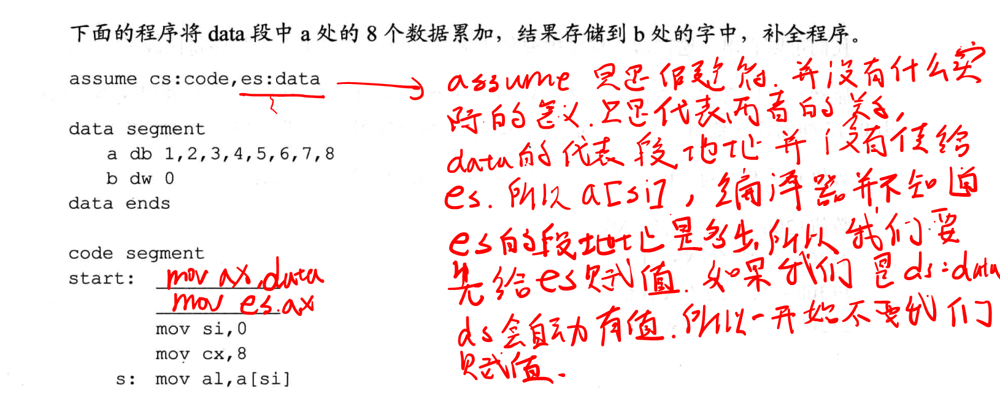 下面的程序将 data 段中 a 处的 8 个数据累加，结果存储到 b 处的字中，补全程序。
assume cs:code,es:data
data segment
a db 1,2,3,4,5,6,7,8
b dw 0
data ends
code segment
start: mov ax,data
mov es.ax
mov si,0
mov cx,8
s: mov al,a[si]
assume 只是假定 符.并没有什么实
际的意义.只是代表两者的关系,
data的代表段地址并没有传给
es.所以a[si],编译器并不知道
es的段地址是多少,所以我们要
先给es赋值.如果我们是ds:data
ds会自动有值.所以一开始不要我们
赋值.